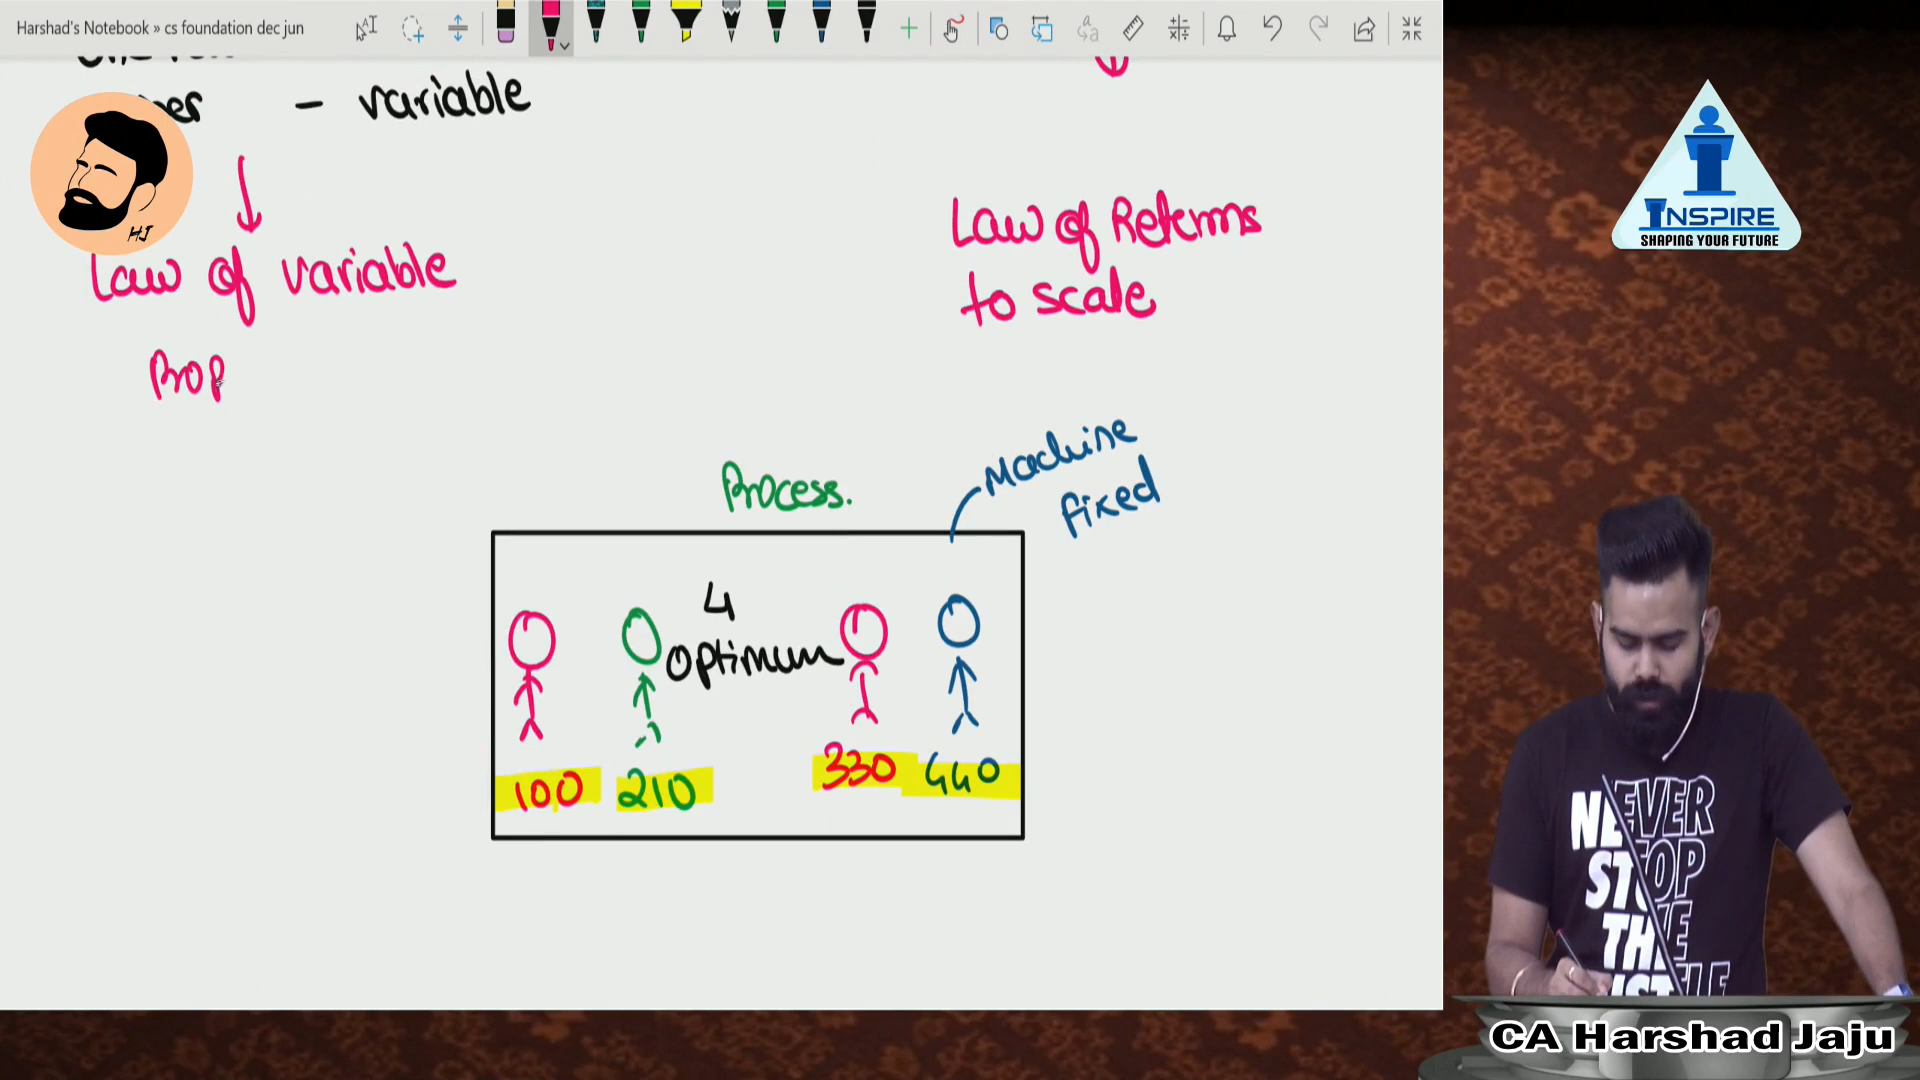 Harshad's Notebook » cs foundation dec jun
– variable
HJ
Law of variable
Prop
Law of Returns
to scale
Process.
Machine
fixed
4
optimum
100 210 330 440
INSPIRE
SHAPING YOUR FUTURE
NEVER
STOP
THE
CA Harshad Jaju